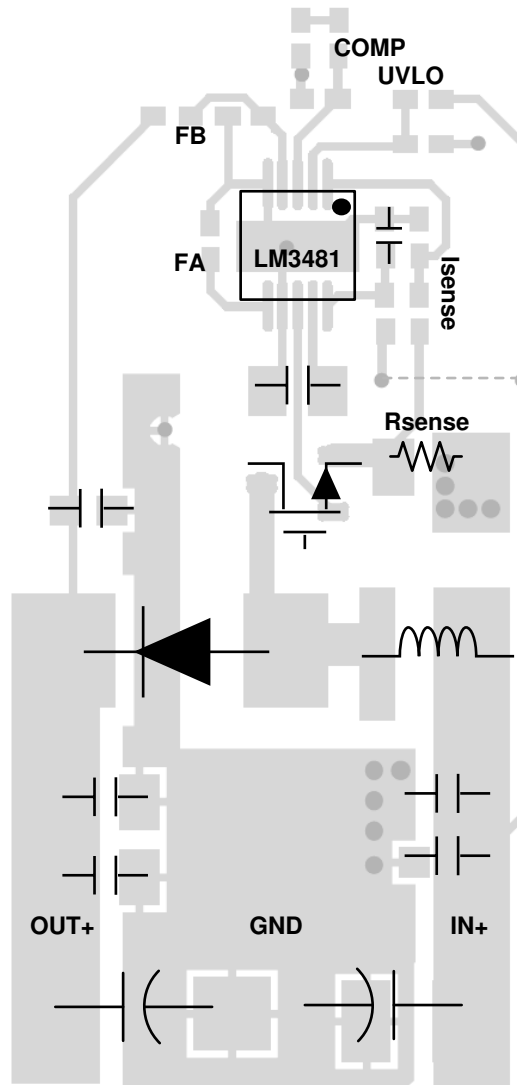 COMP
UVLO
FB
FA
LM3481
Isense
Rsense
OUT+
GND
IN+